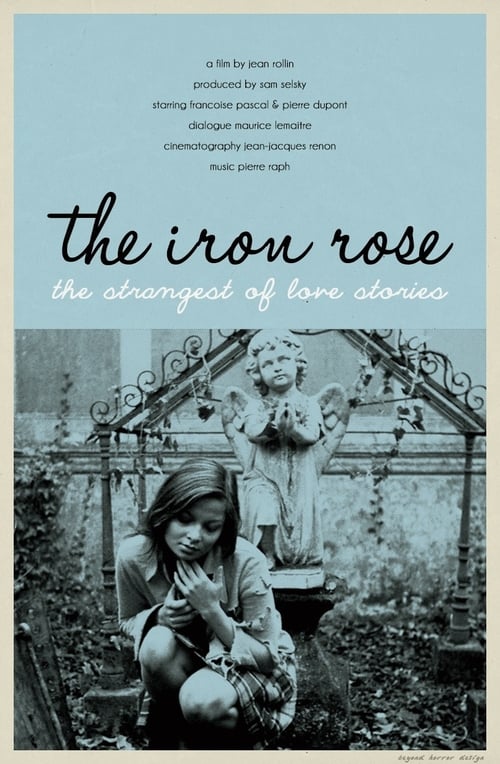 a film by jean rollin
produced by sam selsky
starring francoise pascal & pierre dupont
dialogue maurice lemaitre
cinematography jean-jacques renon
music pierre raph
the iron rose
the strangest of love stories
beyond horror design